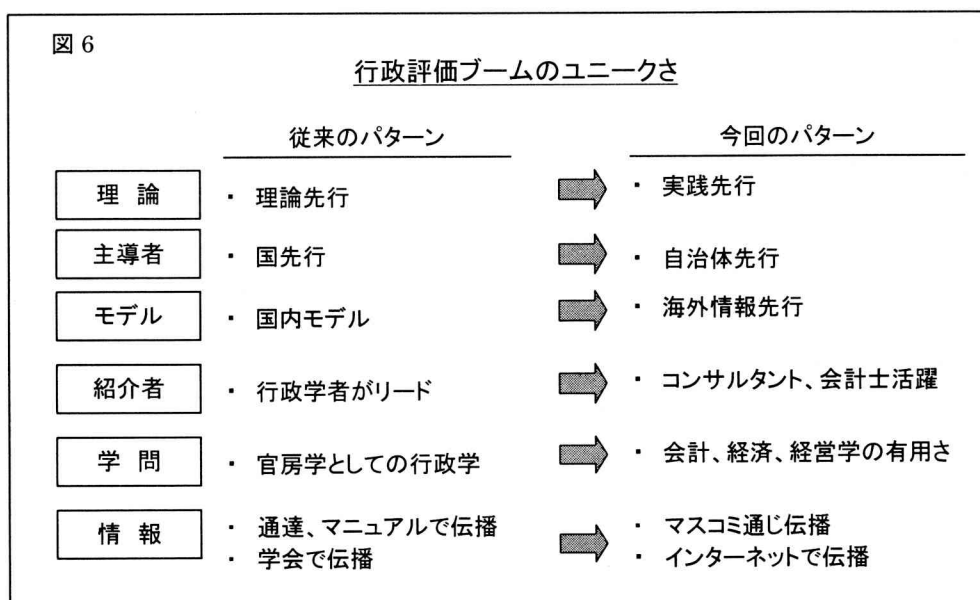 図 6
行政評価ブームのユニークさ
従来のパターン 今回のパターン
理 論 ・ 理論先行 ・ 実践先行
主導者 ・ 国先行 ・ 自治体先行
モデル ・ 国内モデル ・ 海外情報先行
紹介者 ・ 行政学者がリード ・ コンサルタント、会計士活躍
学 問 ・ 官房学としての行政学 ・ 会計、経済、経営学の有用さ
情 報 ・ 通達、マニュアルで伝播 ・ マスコミ通じ伝播
・ 学会で伝播 ・ インターネットで伝播